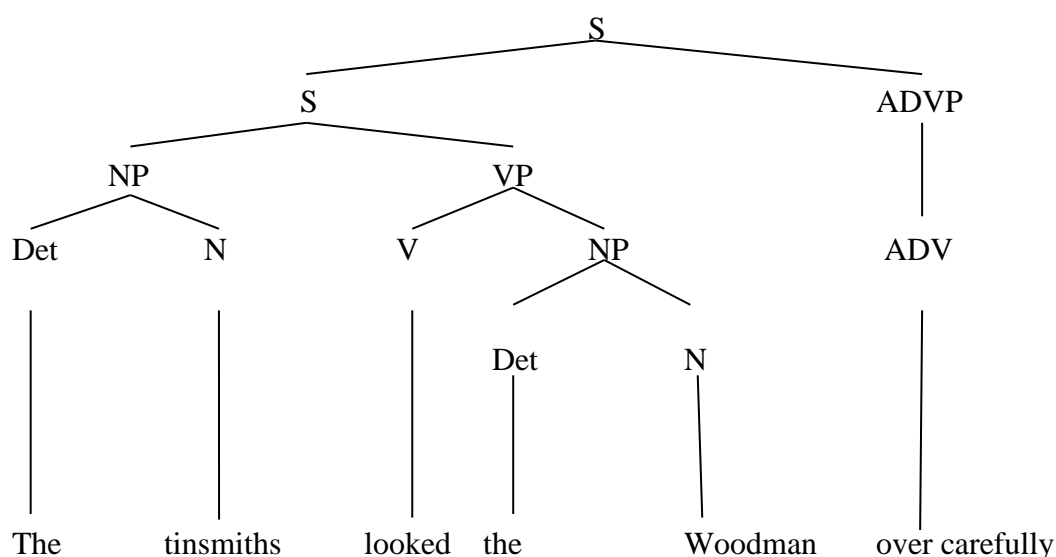 S
S ADVP
NP VP
Det N V NP ADV
Det N
The tinsmiths looked the Woodman over carefully